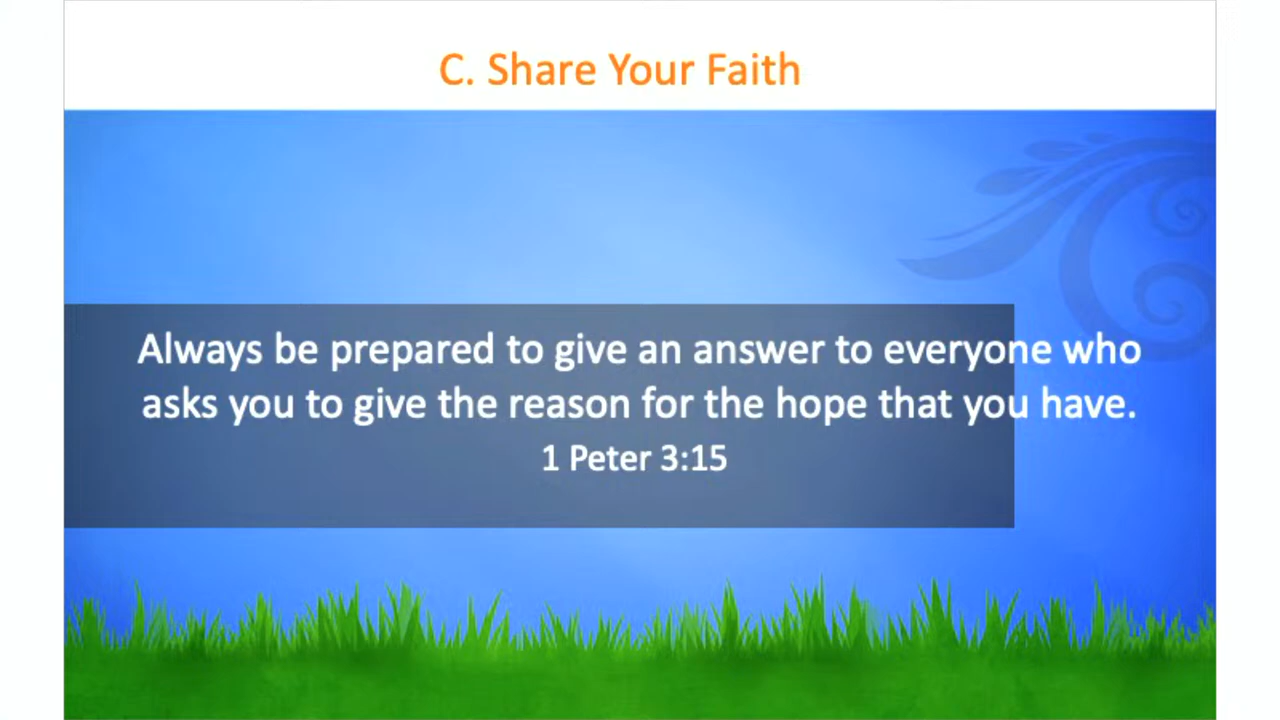 C. Share Your Faith
Always be prepared to give an answer to everyone who
asks you to give the reason for the hope that you have.
1 Peter 3:15